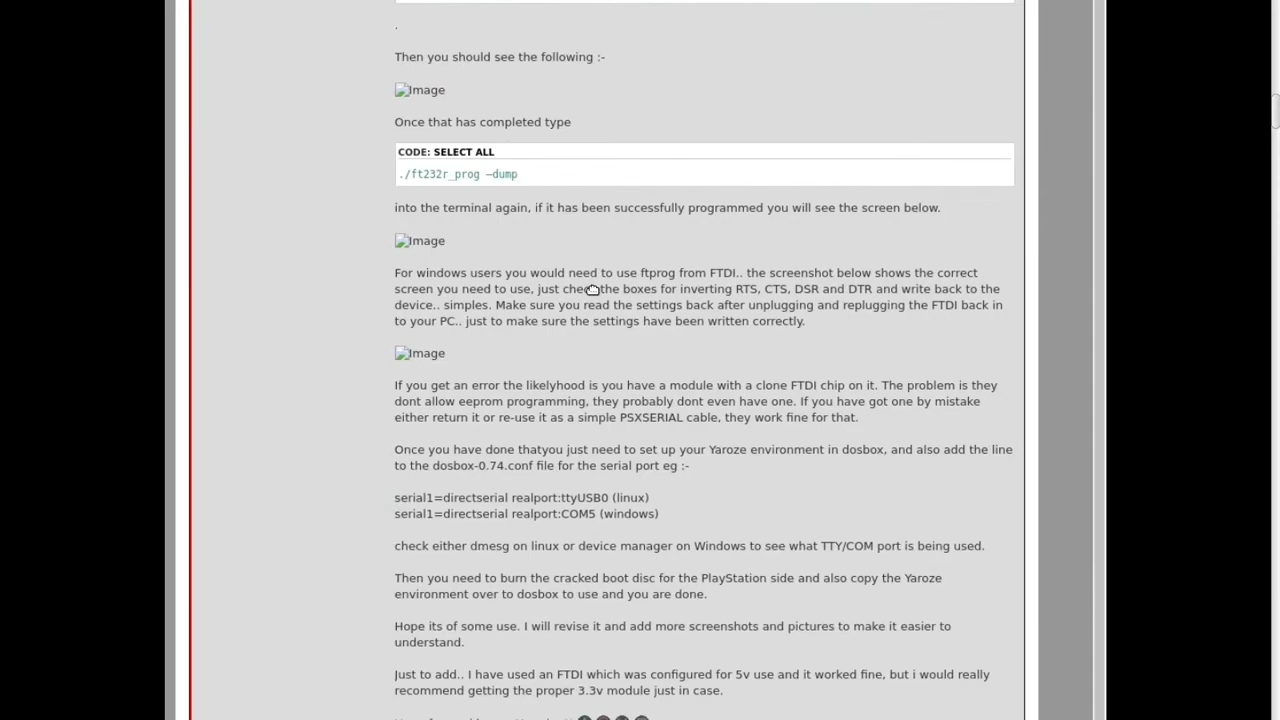 .
Then you should see the following :-
Image
Once that has completed type
CODE: SELECT ALL
./ft232r_prog –dump
into the terminal again, if it has been successfully programmed you will see the screen below.
Image
For windows users you would need to use ftprog from FTDI.. the screenshot below shows the correct
screen you need to use, just check the boxes for inverting RTS, CTS, DSR and DTR and write back to the
device.. simples. Make sure you read the settings back after unplugging and replugging the FTDI back in
to your PC.. just to make sure the settings have been written correctly.
Image
If you get an error the likelyhood is you have a module with a clone FTDI chip on it. The problem is they
dont allow eeprom programming, they probably dont even have one. If you have got one by mistake
either return it or re-use it as a simple PSXSERIAL cable, they work fine for that.
Once you have done thatyou just need to set up your Yaroze environment in dosbox, and also add the line
to the dosbox-0.74.conf file for the serial port eg :-
serial1=directserial realport:ttyUSB0 (linux)
serial1=directserial realport:COM5 (windows)
check either dmesg on linux or device manager on Windows to see what TTY/COM port is being used.
Then you need to burn the cracked boot disc for the PlayStation side and also copy the Yaroze
environment over to dosbox to use and you are done.
Hope its of some use. I will revise it and add more screenshots and pictures to make it easier to
understand.
Just to add.. I have used an FTDI which was configured for 5v use and it worked fine, but i would really
recommend getting the proper 3.3v module just in case.